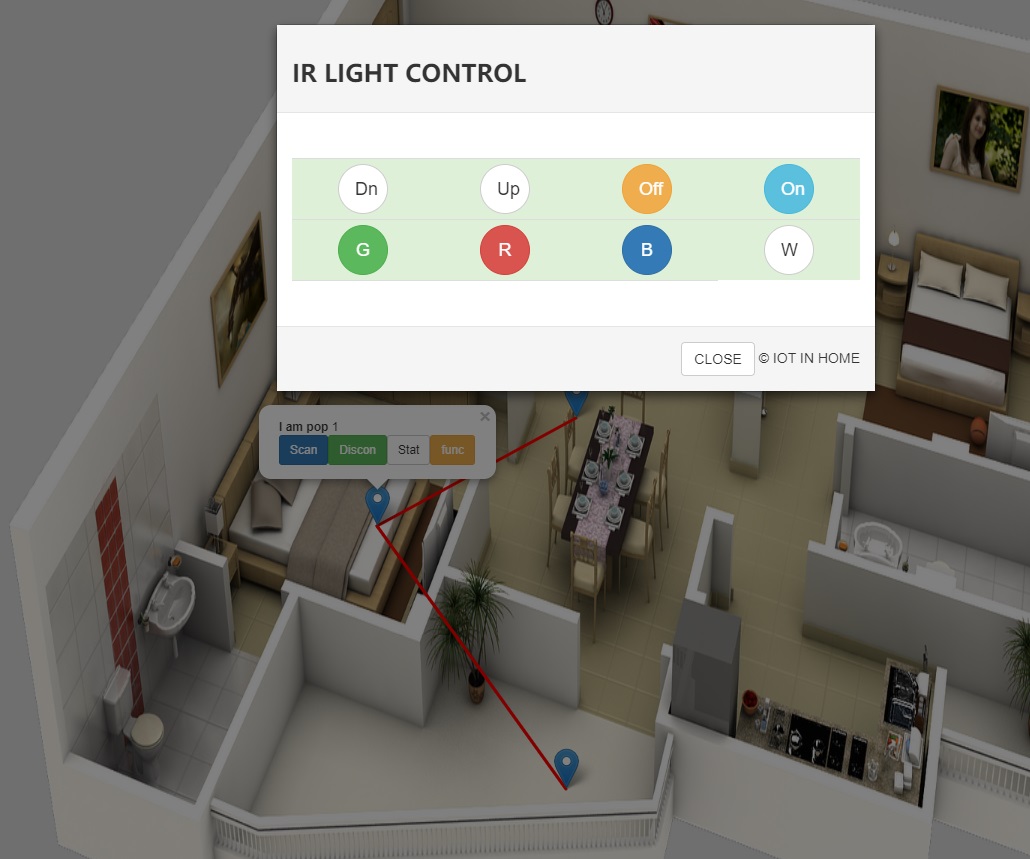 IR LIGHT CONTROL
Dn Up Off On
G R B W
CLOSE © IOT IN HOME
I am pop 1 ×
Scan Discon Stat func